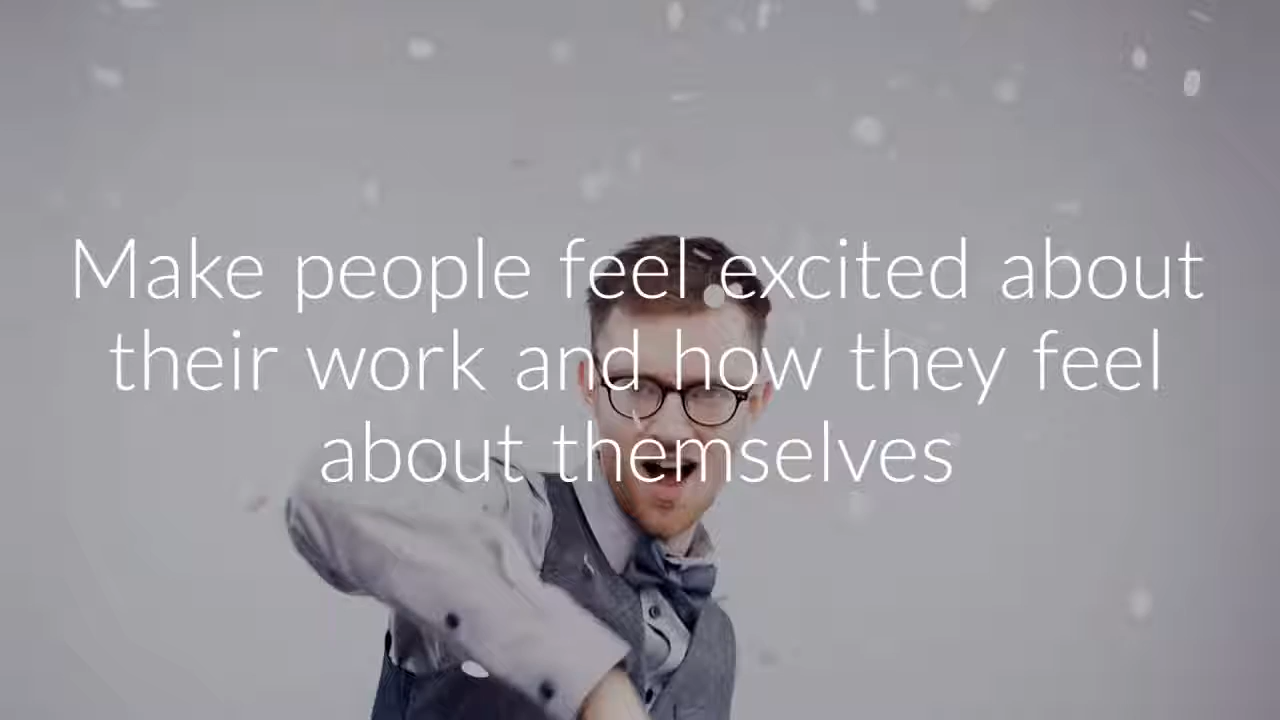 Make people feel excited about
their work and how they feel
about themselves